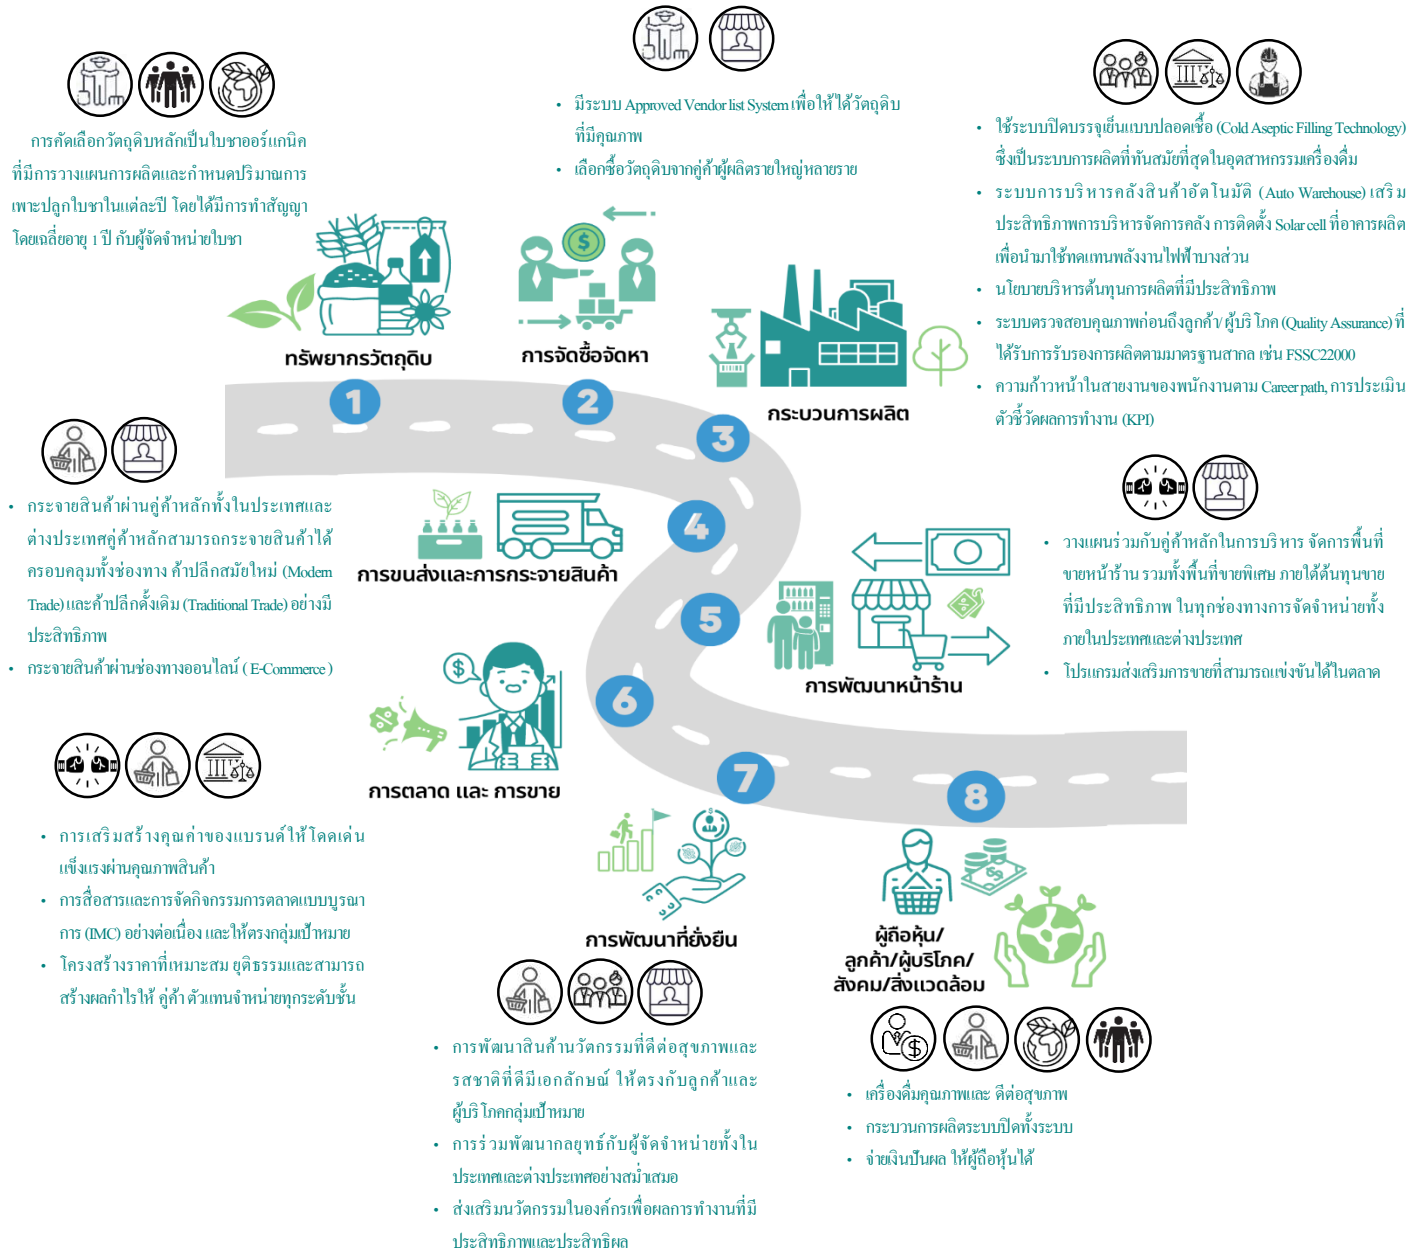 การคัดเลือกวัตถุดิบหลักเป็นใบชาออร์แกนิค
ที่มีการวางแผนการผลิตและกำหนดปริมาณการ
เพาะปลูกใบชาในแต่ละปี โดยได้มีการทำสัญญา
โดยเฉลี่ยอายุ 1 ปี กับผู้จัดจำหน่ายใบชา
ทรัพยากรวัตถุดิบ
1
• มีระบบ Approved Vendor list System เพื่อให้ได้วัตถุดิบ
ที่มีคุณภาพ
• เลือกซื้อวัตถุดิบจากคู่ค้าผู้ผลิตรายใหญ่หลายราย
$
การจัดซื้อจัดหา
2
• ใช้ระบบปิดบรรจุเย็นแบบปลอดเชื้อ (Cold Aseptic Filling Technology)
ซึ่งเป็นระบบการผลิตที่ทันสมัยที่สุดในอุตสาหกรรมเครื่องดื่ม
• ระบบการบริหารคลังสินค้าอัตโนมัติ (Auto Warehouse) เสริม
ประสิทธิภาพการบริหารจัดการคลัง การติดตั้ง Solar cell ที่อาคารผลิต
เพื่อนำมาใช้ทดแทนพลังงานไฟฟ้าบางส่วน
• นโยบายบริหารต้นทุนการผลิตที่มีประสิทธิภาพ
• ระบบตรวจสอบคุณภาพก่อนถึงลูกค้า/ผู้บริโภค (Quality Assurance) ที่
ได้รับการรับรองการผลิตตามมาตรฐานสากล เช่น FSSC22000
• ความก้าวหน้าในสายงานของพนักงานตาม Career path, การประเมิน
ตัวชี้วัดผลการทำงาน (KPI)
กระบวนการผลิต
3
• กระจายสินค้าผ่านคู่ค้าหลักทั้งในประเทศและ
ต่างประเทศคู่ค้าหลักสามารถกระจายสินค้าได้
ครอบคลุมทั้งช่องทาง ค้าปลีกสมัยใหม่ (Modern
Trade) และค้าปลีกดั้งเดิม (Traditional Trade) อย่างมี
ประสิทธิภาพ
• กระจายสินค้าผ่านช่องทางออนไลน์ ( E-Commerce )
การขนส่งและการกระจายสินค้า
4
• วางแผนร่วมกับคู่ค้าหลักในการบริหาร จัดการพื้นที่
ขายหน้าร้าน รวมทั้งพื้นที่ขายพิเศษ ภายใต้ต้นทุนขาย
ที่มีประสิทธิภาพ ในทุกช่องทางการจัดจำหน่ายทั้ง
ภายในประเทศและต่างประเทศ
• โปรแกรมส่งเสริมการขายที่สามารถแข่งขันได้ในตลาด
การพัฒนาหน้าร้าน
5
$
การตลาด และ การขาย
6
• การเสริมสร้างคุณค่าของแบรนด์ให้โดดเด่น
แข็งแรงผ่านคุณภาพสินค้า
• การสื่อสารและการจัดกิจกรรมการตลาดแบบบูรณา
การ (IMC) อย่างต่อเนื่อง และให้ตรงกลุ่มเป้าหมาย
• โครงสร้างราคาที่เหมาะสม ยุติธรรมและสามารถ
สร้างผลกำไรให้ คู่ค้า ตัวแทนจำหน่ายทุกระดับชั้น
7
การพัฒนาที่ยั่งยืน
• การพัฒนาสินค้านวัตกรรมที่ดีต่อสุขภาพและ
รสชาติที่ดีมีเอกลักษณ์ ให้ตรงกับลูกค้าและ
ผู้บริโภคกลุ่มเป้าหมาย
• การร่วมพัฒนากลยุทธ์กับผู้จัดจำหน่ายทั้งใน
ประเทศและต่างประเทศอย่างสม่ำเสมอ
• ส่งเสริมนวัตกรรมในองค์กรเพื่อผลการทำงานที่มี
ประสิทธิภาพและประสิทธิผล
8
ผู้ถือหุ้น/
ลูกค้า/ผู้บริโภค/
สังคม/สิ่งแวดล้อม
$
• เครื่องดื่มคุณภาพและ ดีต่อสุขภาพ
• กระบวนการผลิตระบบปิดทั้งระบบ
• จ่ายเงินปันผล ให้ผู้ถือหุ้นได้